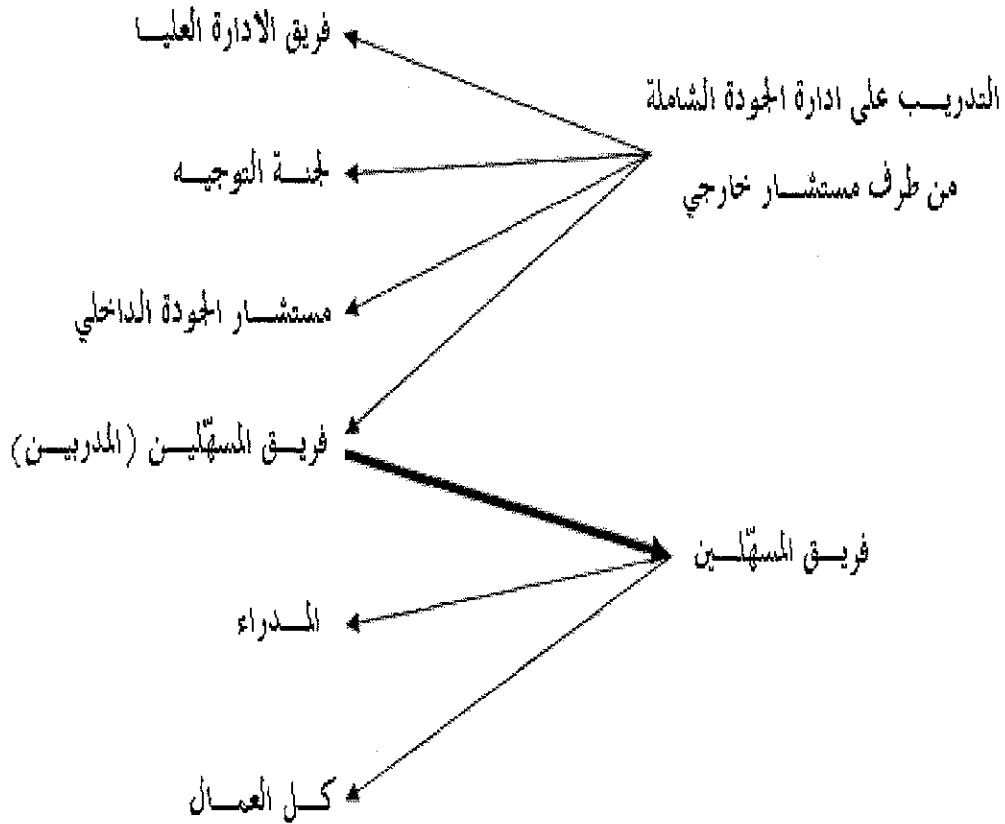 فريق الادارة العليا
التدريب على ادارة الجودة الشاملة
من طرف مستشار خارجي
لجنة التوجيه
مستشار الجودة الداخلي
فريق المسهّلين (المدربين)
فريق المسهّلين
المدراء
كل العمال